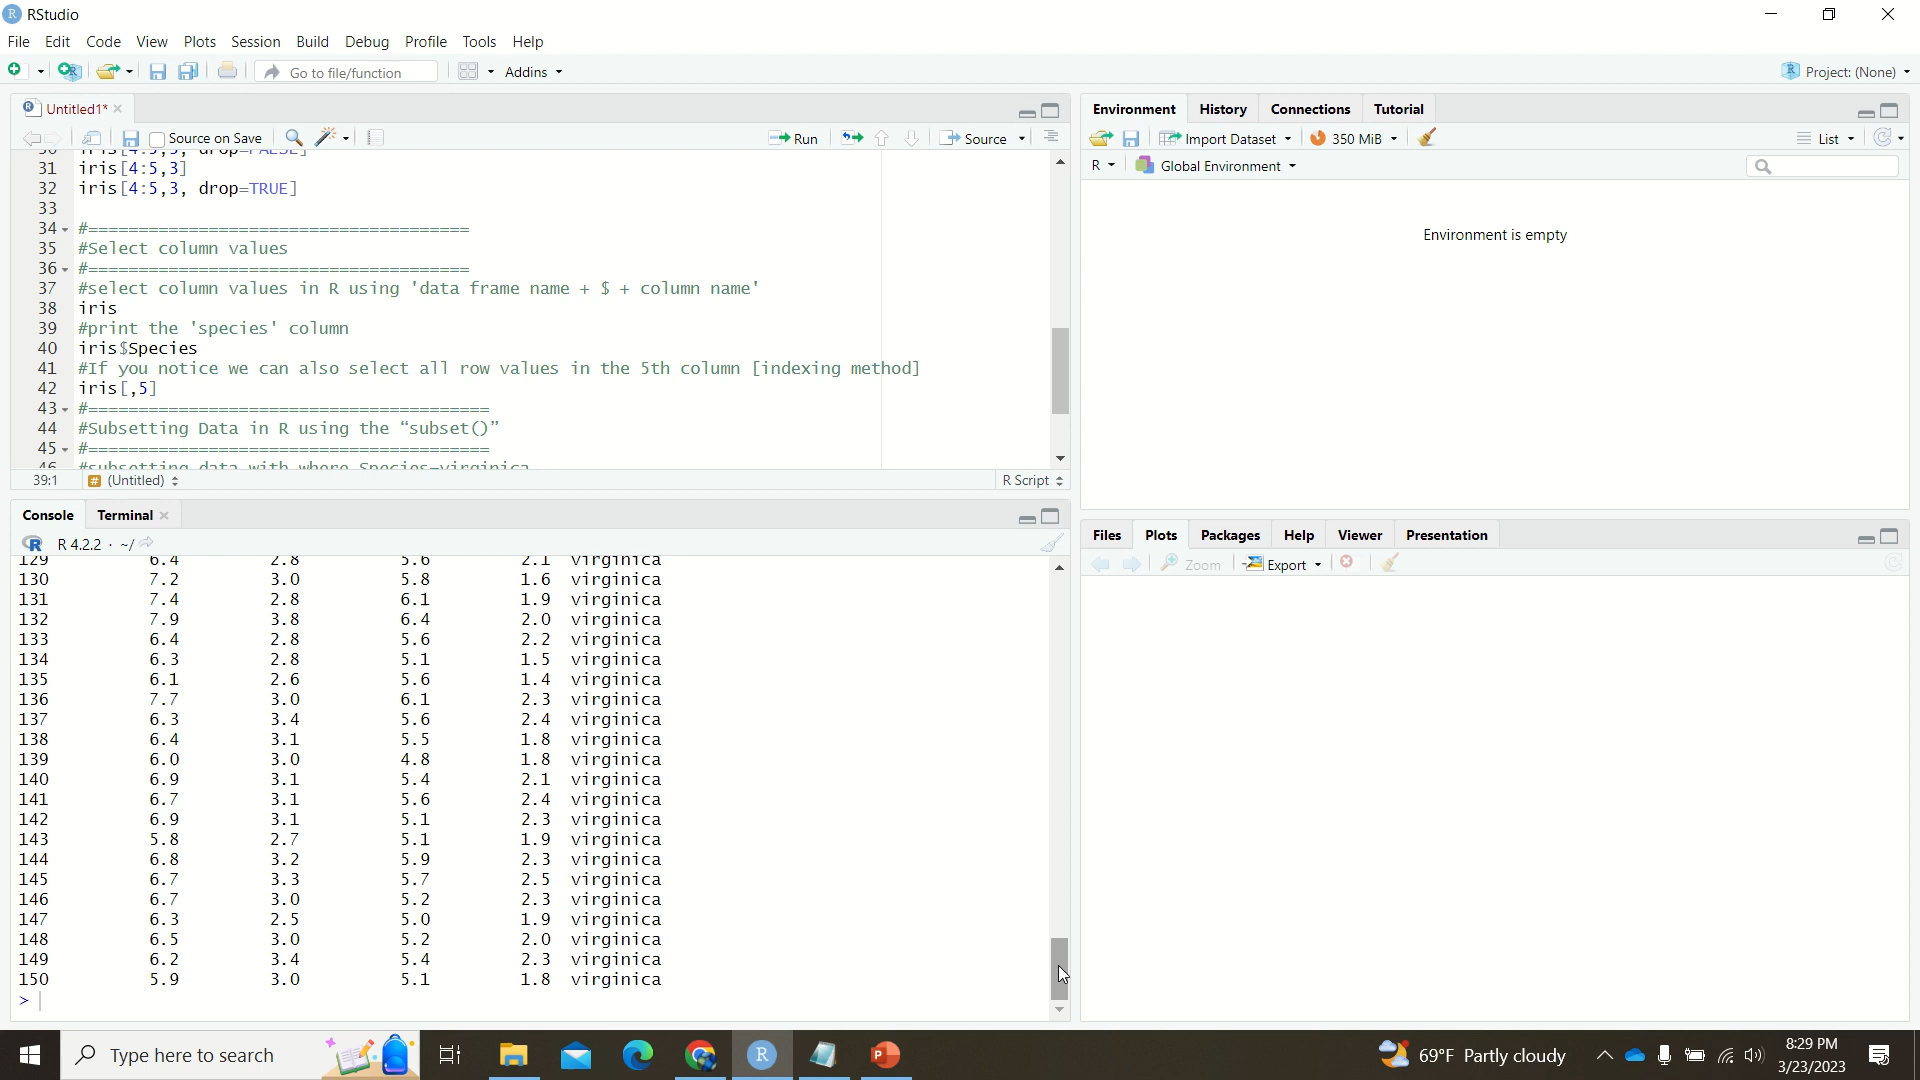 RStudio
File Edit Code View Plots Session Build Debug Profile Tools Help
Go to file/function Addins Project: (None)
Untitled1*
Source on Save Run Source
31 iris[4:5,3]
32 iris[4:5,3, drop=TRUE]
33
34 #======================================
35 #Select column values
36 #======================================
37 #select column values in R using 'data frame name + $ + column name'
38 iris
39 #print the 'species' column
40 iris$Species
41 #If you notice we can also select all row values in the 5th column [indexing method]
42 iris[,5]
43 #========================================
44 #Subsetting Data in R using the “subset()”
45 #========================================
46 #subsetting data with where Species=virginica
39:1 (Untitled) R Script
Console Terminal
R 4.2.2 · ~/
129 6.4 2.8 5.6 2.1 virginica
130 7.2 3.0 5.8 1.6 virginica
131 7.4 2.8 6.1 1.9 virginica
132 7.9 3.8 6.4 2.0 virginica
133 6.4 2.8 5.6 2.2 virginica
134 6.3 2.8 5.1 1.5 virginica
135 6.1 2.6 5.6 1.4 virginica
136 7.7 3.0 6.1 2.3 virginica
137 6.3 3.4 5.6 2.4 virginica
138 6.4 3.1 5.5 1.8 virginica
139 6.0 3.0 4.8 1.8 virginica
140 6.9 3.1 5.4 2.1 virginica
141 6.7 3.1 5.6 2.4 virginica
142 6.9 3.1 5.1 2.3 virginica
143 5.8 2.7 5.1 1.9 virginica
144 6.8 3.2 5.9 2.3 virginica
145 6.7 3.3 5.7 2.5 virginica
146 6.7 3.0 5.2 2.3 virginica
147 6.3 2.5 5.0 1.9 virginica
148 6.5 3.0 5.2 2.0 virginica
149 6.2 3.4 5.4 2.3 virginica
150 5.9 3.0 5.1 1.8 virginica
>
Environment History Connections Tutorial
Import Dataset 350 MiB List
R Global Environment
Environment is empty
Files Plots Packages Help Viewer Presentation
Zoom Export
Type here to search
69°F Partly cloudy
8:29 PM
3/23/2023